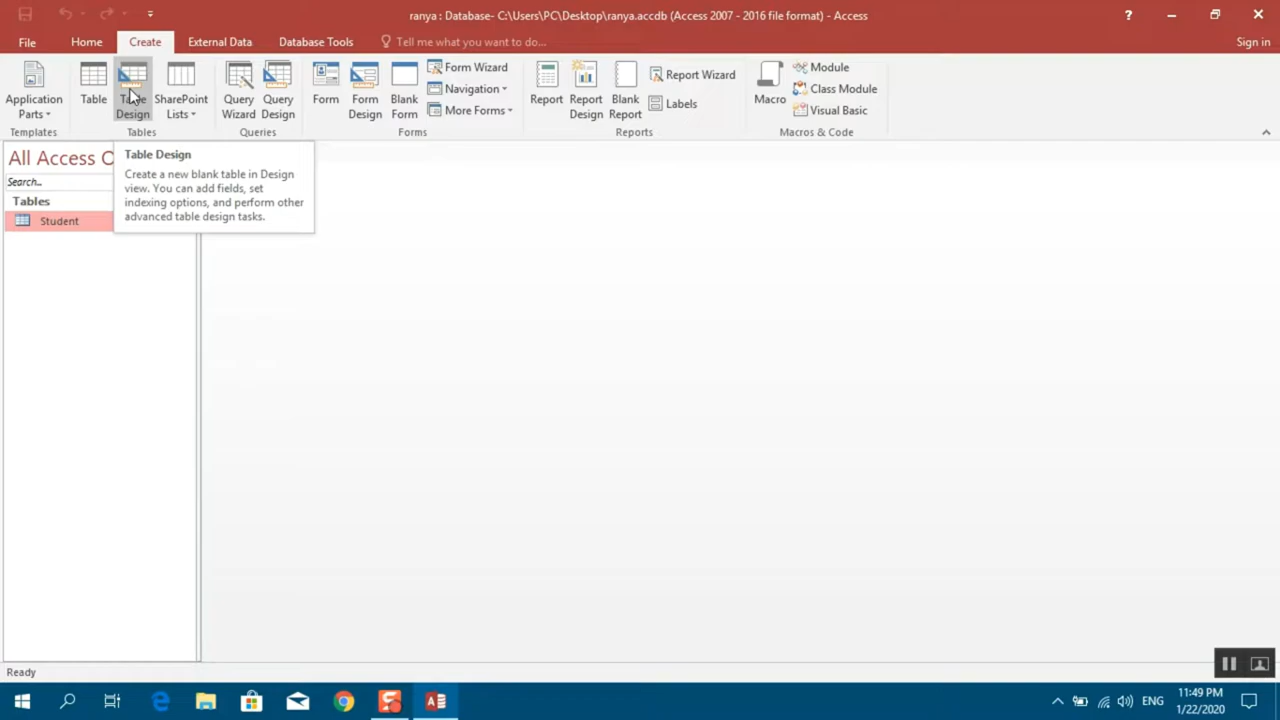 ranya : Database- C:\Users\PC\Desktop\ranya.accdb (Access 2007 - 2016 file format) - Access
?
File
Home
Create
External Data
Database Tools
Tell me what you want to do...
Sign in
Application Parts
Table
Table Design
SharePoint Lists
Query Wizard
Query Design
Form
Form Design
Blank Form
Form Wizard
Navigation
More Forms
Report
Report Design
Blank Report
Report Wizard
Labels
Macro
Module
Class Module
Visual Basic
Templates
Tables
Queries
Forms
Reports
Macros & Code
All Access O
Search...
Tables
Student
Table Design
Create a new blank table in Design
view. You can add fields, set
indexing options, and perform other
advanced table design tasks.
Ready
ENG
11:49 PM
1/22/2020